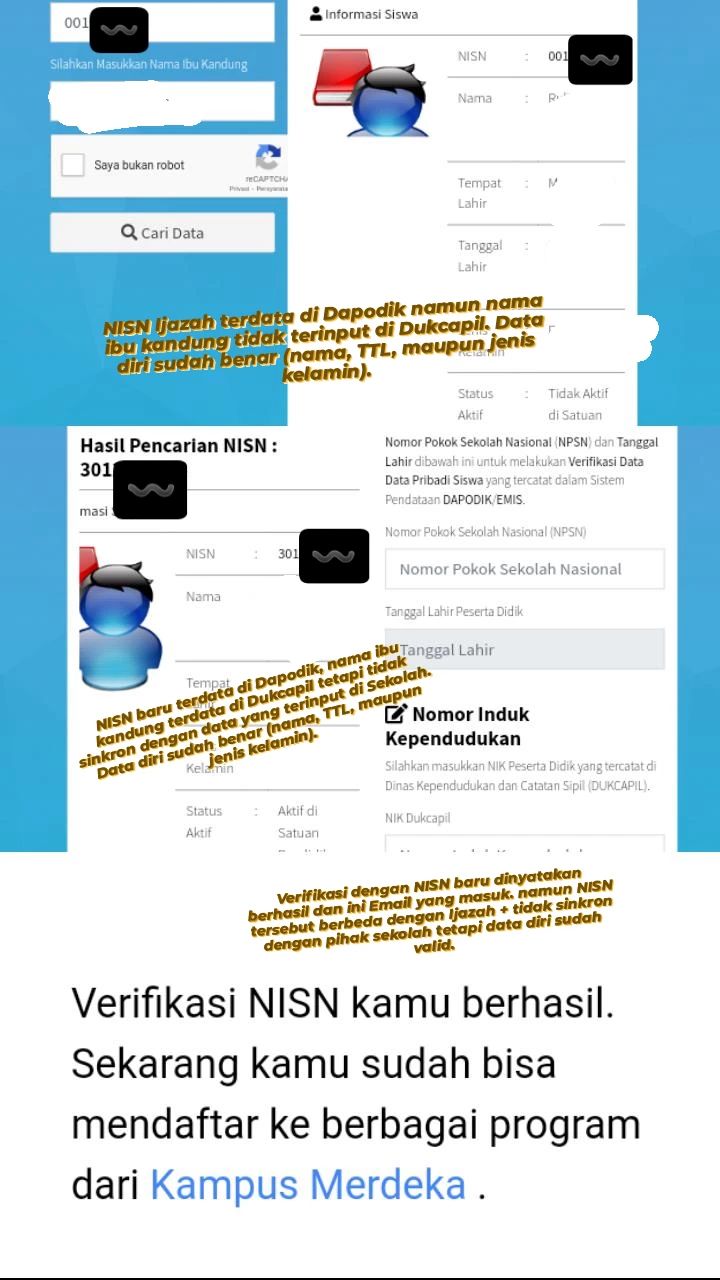 001
Silahkan Masukkan Nama Ibu Kandung
Saya bukan robot
reCAPTCHA
Privasi - Persyarata
Cari Data
Informasi Siswa
NISN : 001
Nama :
Tempat Lahir : M
Tanggal Lahir :
Kelamin
Status Aktif : Tidak Aktif di Satuan
NISN Ijazah terdata di Dapodik namun nama
ibu kandung tidak terinput di Dukcapil. Data
diri sudah benar (nama, TTL, maupun jenis
kelamin).
Hasil Pencarian NISN :
301
masi
NISN : 301
Nama
Tempat
Kelamin
Status Aktif : Aktif di Satuan
NISN baru terdata di Dapodik, nama ibu
kandung terdata di Dukcapil tetapi tidak
sinkron dengan data yang terinput di Sekolah.
Data diri sudah benar (nama, TTL, maupun
jenis kelamin).
Nomor Pokok Sekolah Nasional (NPSN) dan Tanggal
Lahir dibawah ini untuk melakukan Verifikasi Data
Data Pribadi Siswa yang tercatat dalam Sistem
Pendataan DAPODIK/EMIS.
Nomor Pokok Sekolah Nasional (NPSN)
Nomor Pokok Sekolah Nasional
Tanggal Lahir Peserta Didik
Tanggal Lahir
Nomor Induk
Kependudukan
Silahkan masukkan NIK Peserta Didik yang tercatat di
Dinas Kependudukan dan Catatan Sipil (DUKCAPIL).
NIK Dukcapil
Verifikasi dengan NISN baru dinyatakan
berhasil dan ini Email yang masuk. namun NISN
tersebut berbeda dengan Ijazah + tidak sinkron
dengan pihak sekolah tetapi data diri sudah
valid.
Verifikasi NISN kamu berhasil.
Sekarang kamu sudah bisa
mendaftar ke berbagai program
dari Kampus Merdeka .